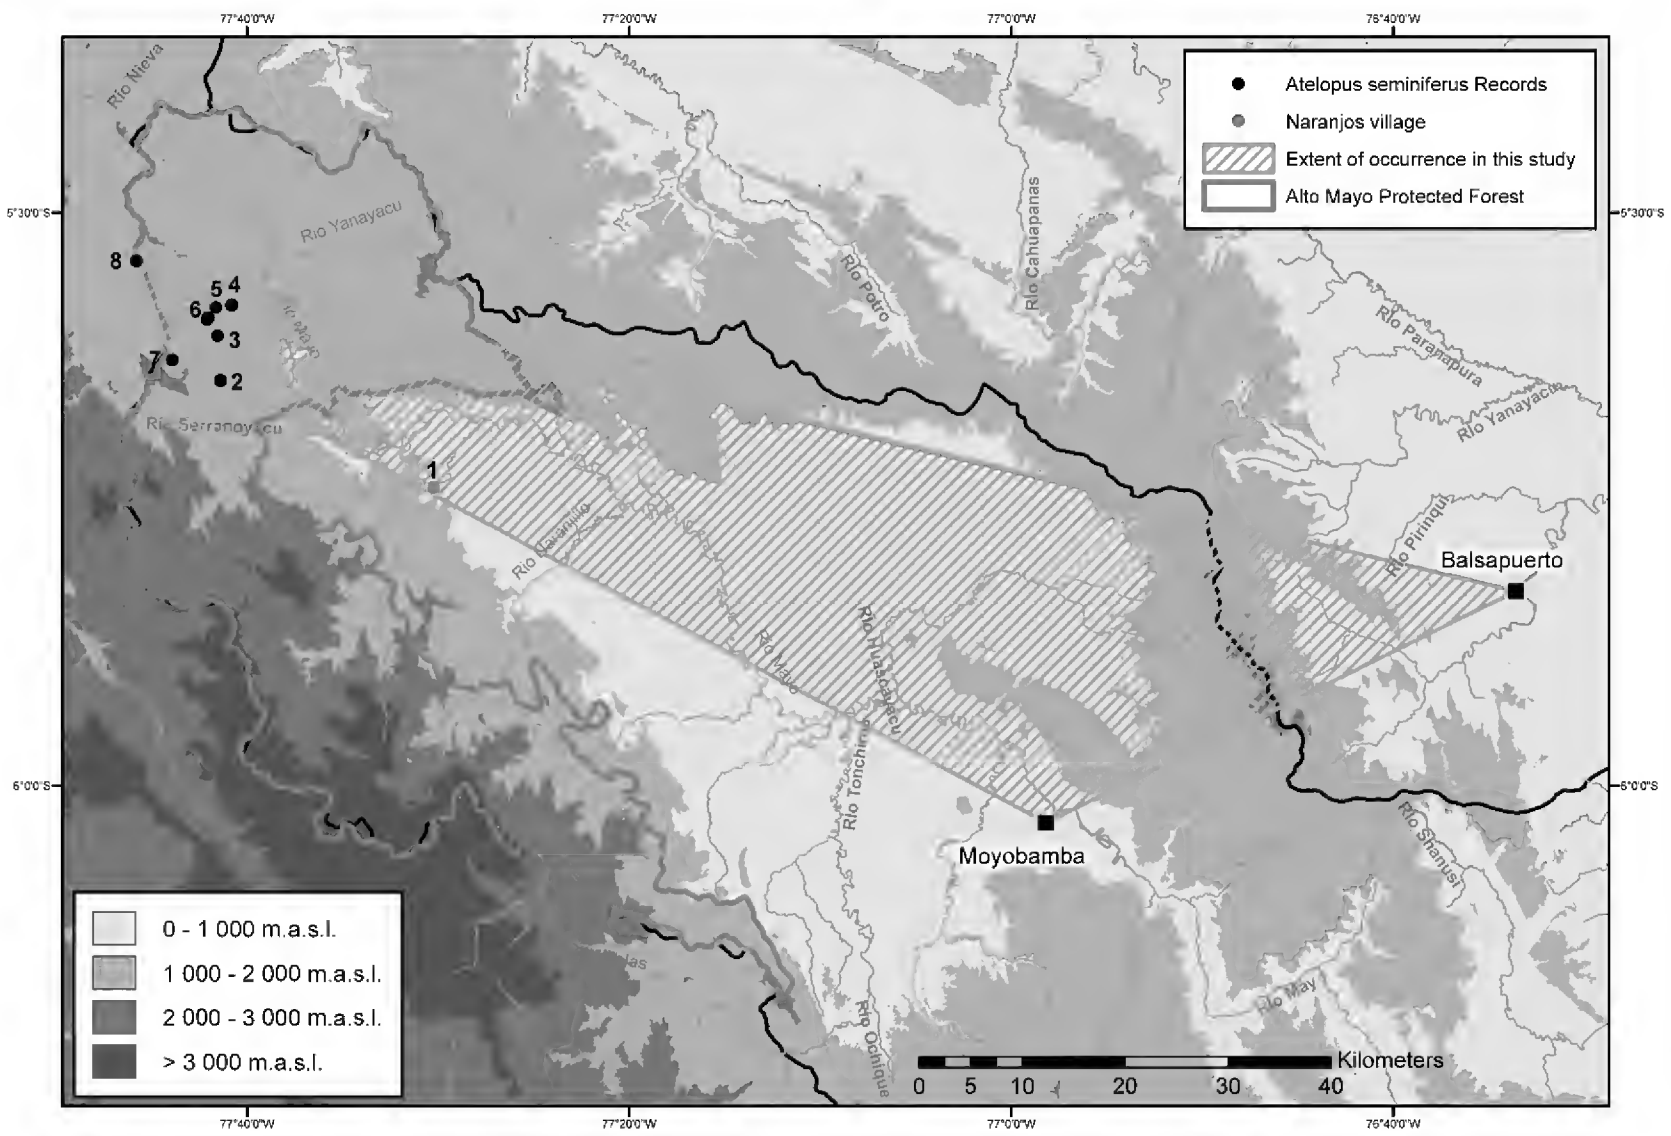 77°40'0"W
77°20'0"W
77°0'0"W
76°40'0"W
Río Nieva
Atelopus seminiferus Records
Naranjos village
Extent of occurrence in this study
Alto Mayo Protected Forest
5°30'0"S
5°30'0"S
Río Yanayacu
Río Cahuapanas
Río Potro
8
5 4
6
3
7
2
Río Paranapura
Río Yanayacu
Río Serranoyacu
1
Río Naranjillo
Río Pirinqui
Balsapuerto
Río Mayo
Río Huascayacu
Río Tonchima
6°0'0"S
6°0'0"S
Moyobamba
Río Shanusi
0 - 1 000 m.a.s.l.
1 000 - 2 000 m.a.s.l.
2 000 - 3 000 m.a.s.l.
> 3 000 m.a.s.l.
Río Ochique
Kilometers
0 5 10 20 30 40
77°40'0"W
77°20'0"W
77°0'0"W
76°40'0"W